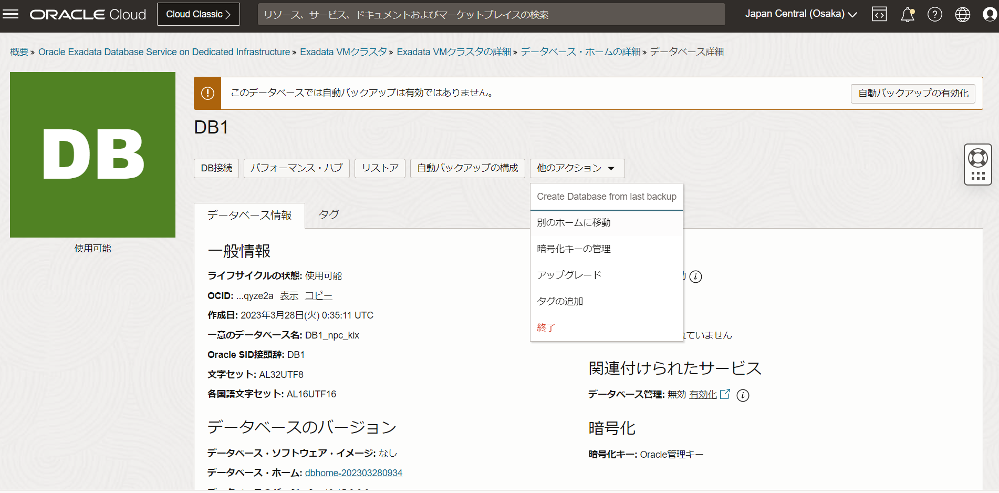 ORACLE Cloud
Cloud Classic
リソース、サービス、ドキュメントおよびマーケットプレイスの検索
Japan Central (Osaka)
概要 » Oracle Exadata Database Service on Dedicated Infrastructure » Exadata VMクラスタ » Exadata VMクラスタの詳細 » データベース・ホームの詳細 » データベース詳細
DB
使用可能
このデータベースでは自動バックアップは有効ではありません。
自動バックアップの有効化
DB1
DB接続
パフォーマンス・ハブ
リストア
自動バックアップの構成
他のアクション
Create Database from last backup
別のホームに移動
暗号化キーの管理
アップグレード
タグの追加
終了
データベース情報
タグ
一般情報
ライフサイクルの状態: 使用可能
OCID: ...qyze2a 表示 コピー
作成日: 2023年3月28日(火) 0:35:11 UTC
一意のデータベース名: DB1_npc_kix
Oracle SID接頭辞: DB1
文字セット: AL32UTF8
各国語文字セット: AL16UTF16
データベースのバージョン
データベース・ソフトウェア・イメージ: なし
データベース・ホーム: dbhome-202303280934
ていません
関連付けられたサービス
データベース管理: 無効 有効化
暗号化
暗号化キー: Oracle管理キー